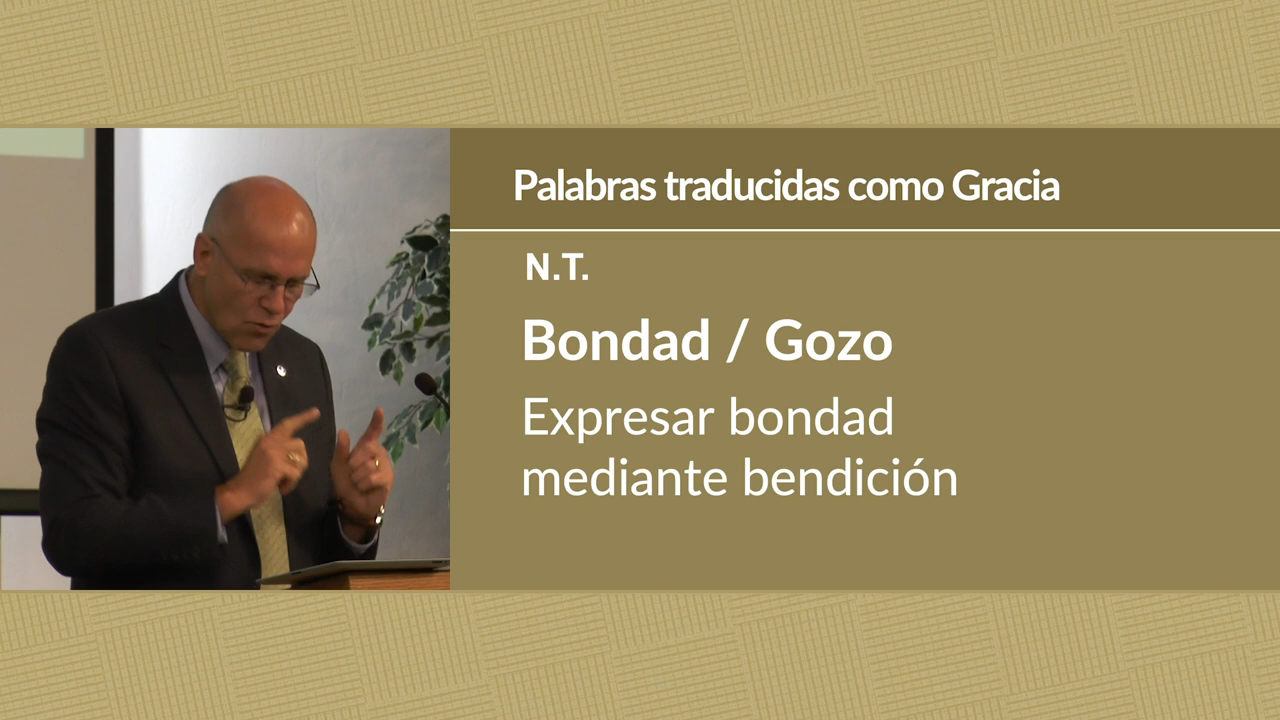 Palabras traducidas como Gracia
N.T.
Bondad / Gozo
Expresar bondad
mediante bendición